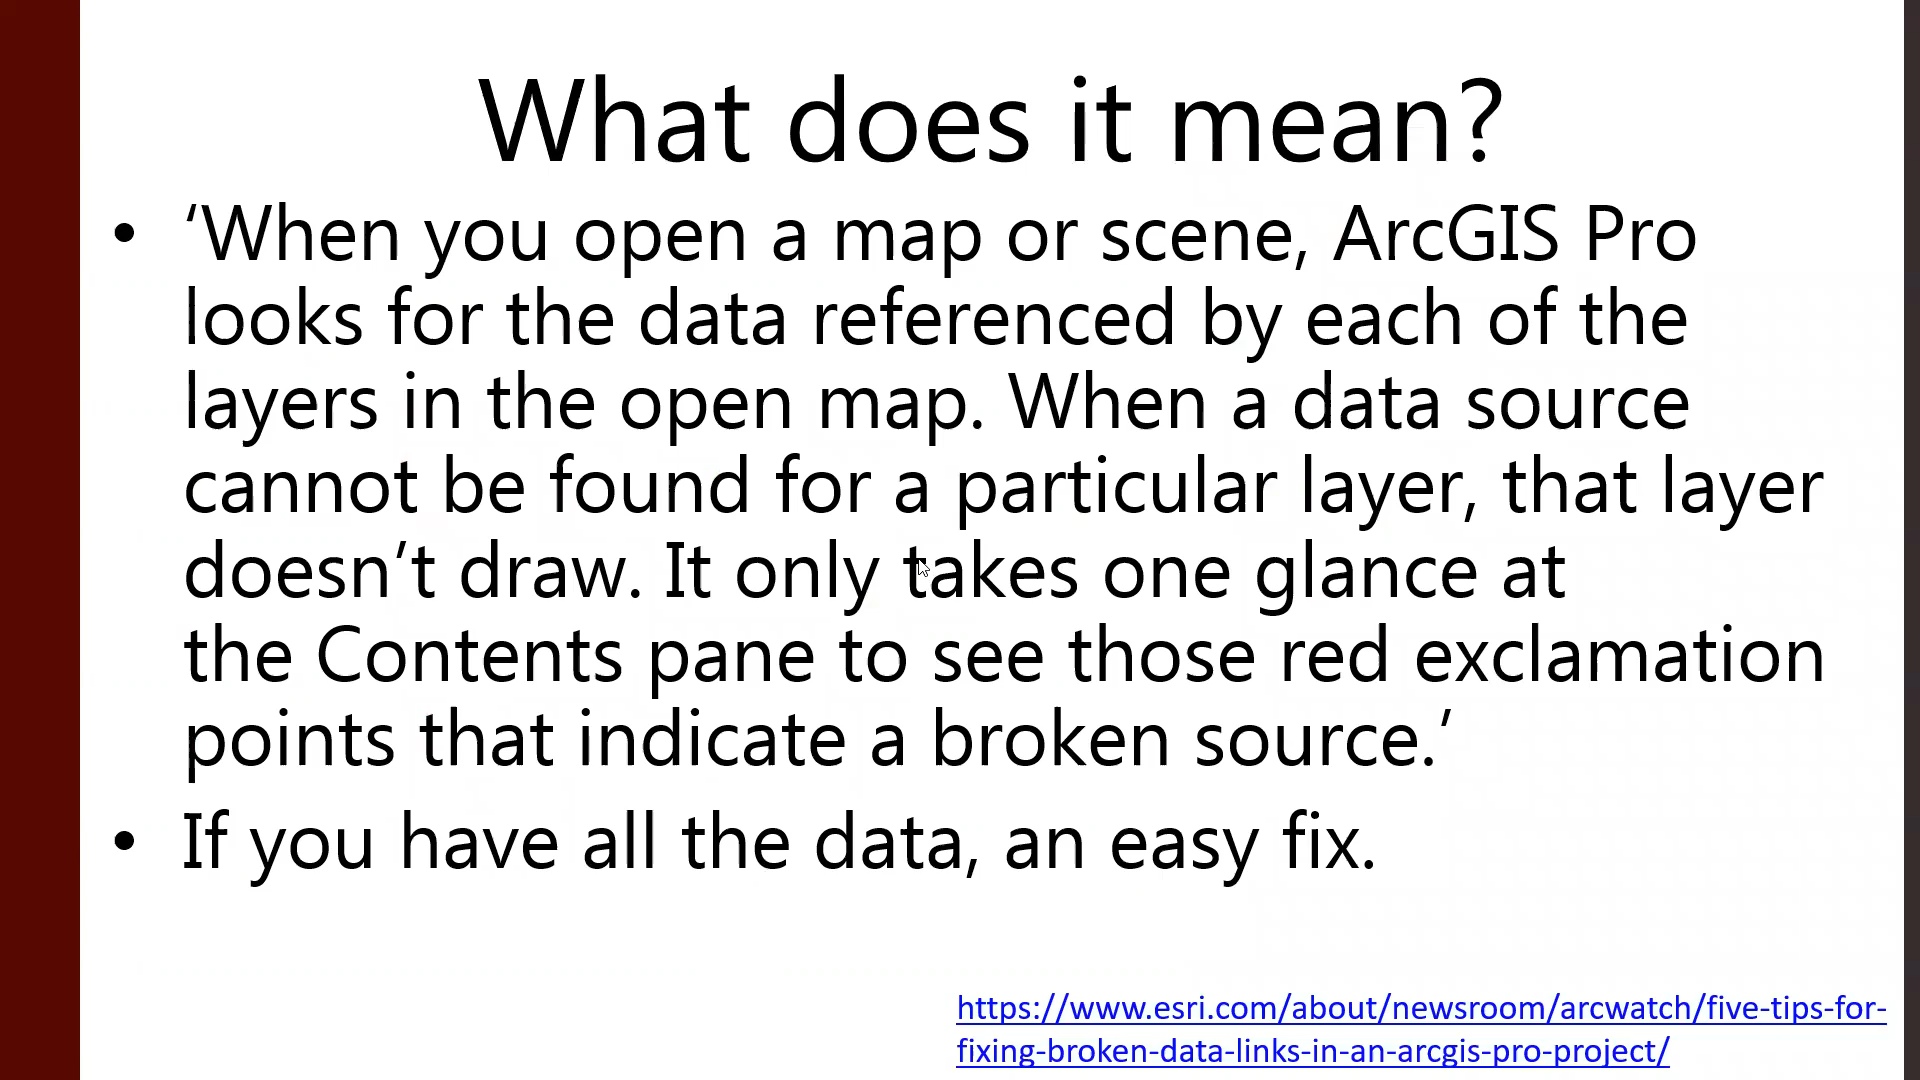 What does it mean?
• ‘When you open a map or scene, ArcGIS Pro
looks for the data referenced by each of the
layers in the open map. When a data source
cannot be found for a particular layer, that layer
doesn’t draw. It only takes one glance at
the Contents pane to see those red exclamation
points that indicate a broken source.’
• If you have all the data, an easy fix.
https://www.esri.com/about/newsroom/arcwatch/five-tips-for-
fixing-broken-data-links-in-an-arcgis-pro-project/